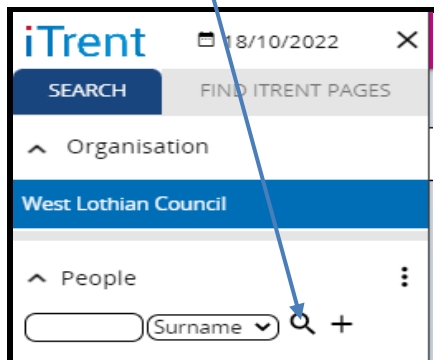 iTrent 18/10/2022
SEARCH FIND ITRENT PAGES
Organisation
West Lothian Council
People
Surname